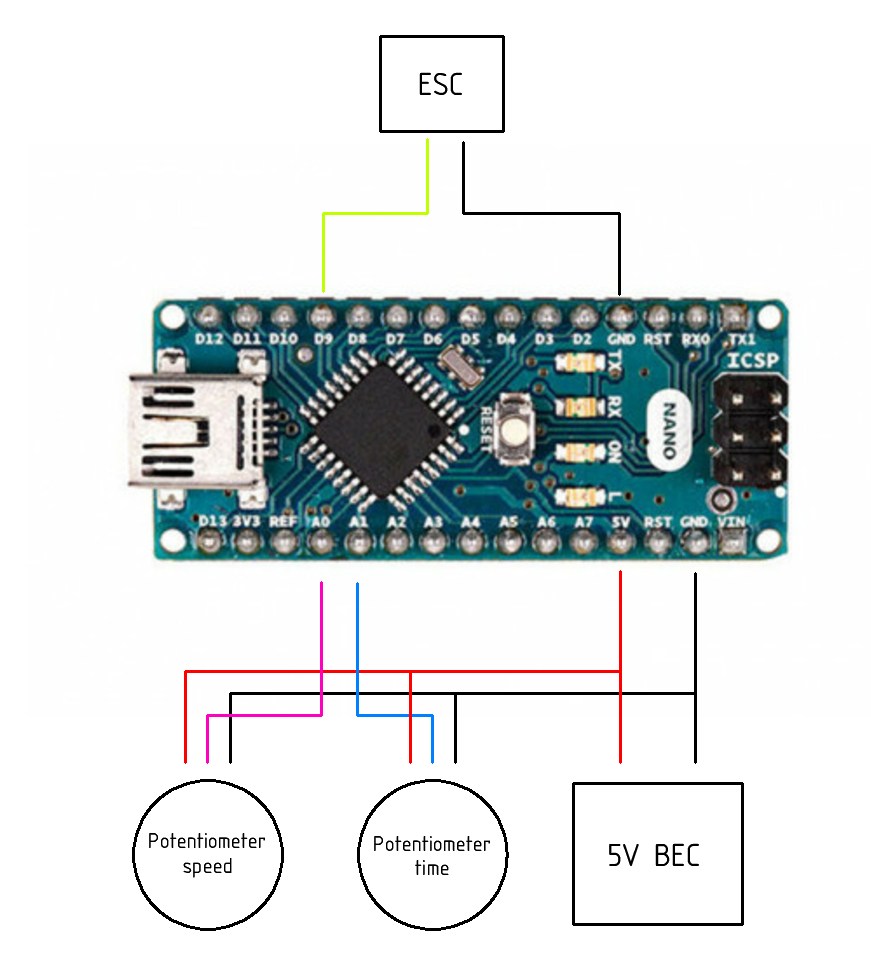 ESC
D12 D11 D10 D9 D8 D7 D6 D5 D4 D3 D2 GND RST RX0 TX1
ICSP
TX
RX
ON
L
RESET
NANO
D13 3V3 REF A0 A1 A2 A3 A4 A5 A6 A7 5V RST GND VIN
Potentiometer
speed
Potentiometer
time
5V BEC